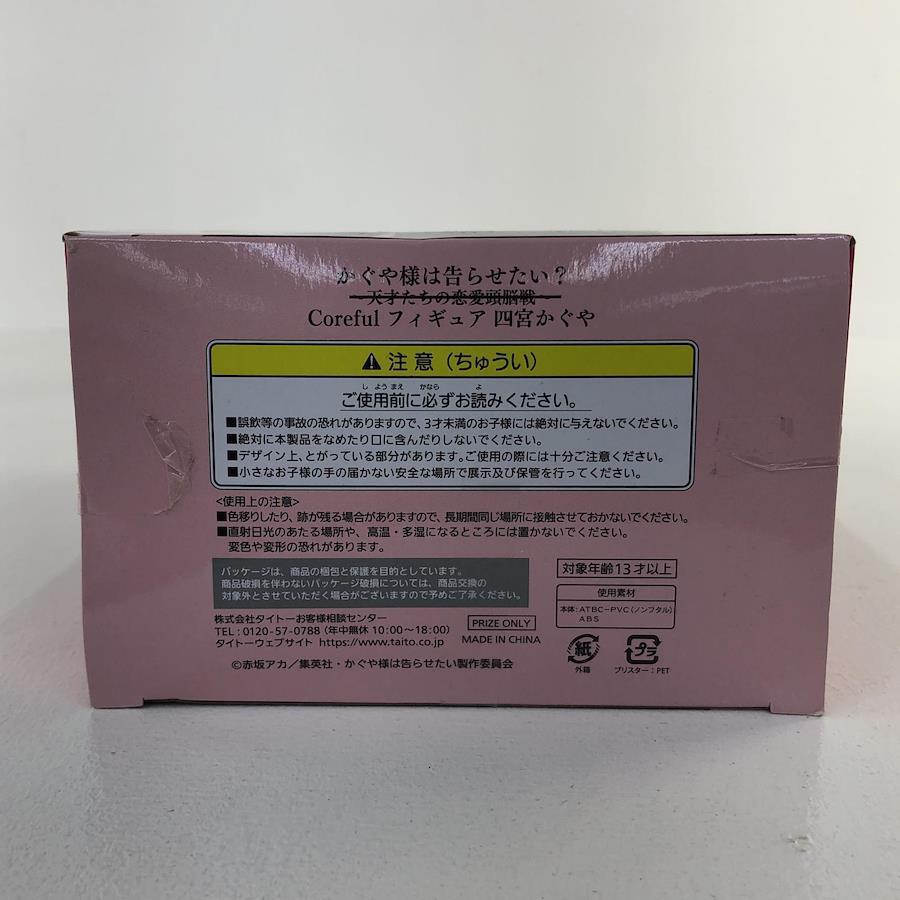 かぐや様は告らせたい?
~天才たちの恋愛頭脳戦~
Coreful フィギュア 四宮かぐや
⚠ 注意(ちゅうい)
しようまえ かなら よ
ご使用前に必ずお読みください。
■誤飲等の事故の恐れがありますので、3才未満のお子様には絶対に与えないでください。
■絶対に本製品をなめたり口に含んだりしないでください。
■デザイン上、とがっている部分があります。ご使用の際には十分ご注意ください。
■小さなお子様の手の届かない安全な場所で展示及び保管を行ってください。
<使用上の注意>
■色移りしたり、跡が残る場合がありますので、長期間同じ場所に接触させておかないでください。
■直射日光のあたる場所や、高温・多湿になるところには置かないでください。
変色や変形の恐れがあります。
パッケージは、商品の梱包と保護を目的としています。
商品破損を伴わないパッケージ破損については、商品交換の
対象外とさせていただく場合がございますので予めご了承ください。
株式会社タイトーお客様相談センター
TEL:0120-57-0788(年中無休 10:00~18:00)
タイトーウェブサイト https://www.taito.co.jp
©赤坂アカ/集英社・かぐや様は告らせたい製作委員会
PRIZE ONLY
MADE IN CHINA
対象年齢13才以上
使用素材
本体:ATBC-PVC(ノンフタル)
ABS
紙
外箱
プラ
ブリスター:PET